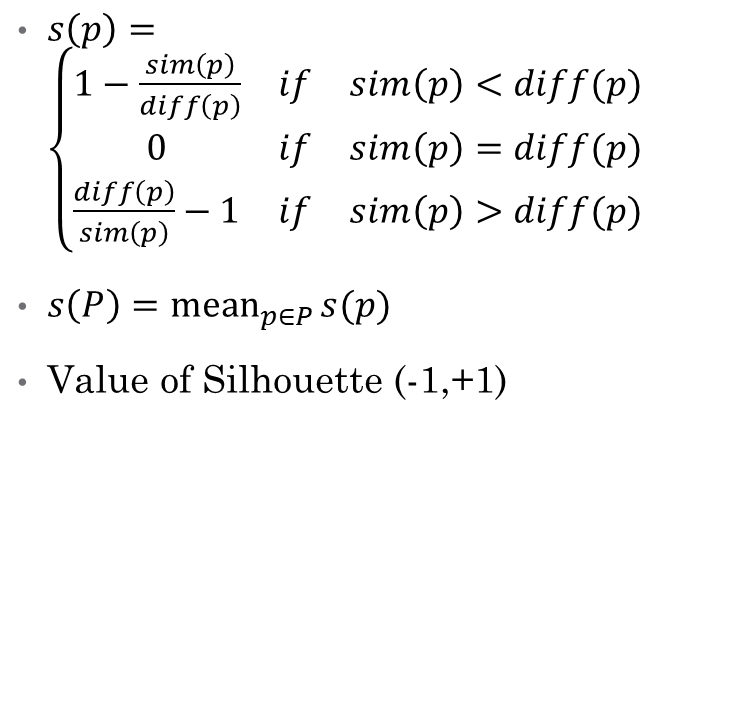 • s(p) =
{ 1 − sim(p)/diff(p) if sim(p) < diff(p)
0 if sim(p) = diff(p)
diff(p)/sim(p) − 1 if sim(p) > diff(p)
• s(P) = mean_{p∈P} s(p)
• Value of Silhouette (-1,+1)